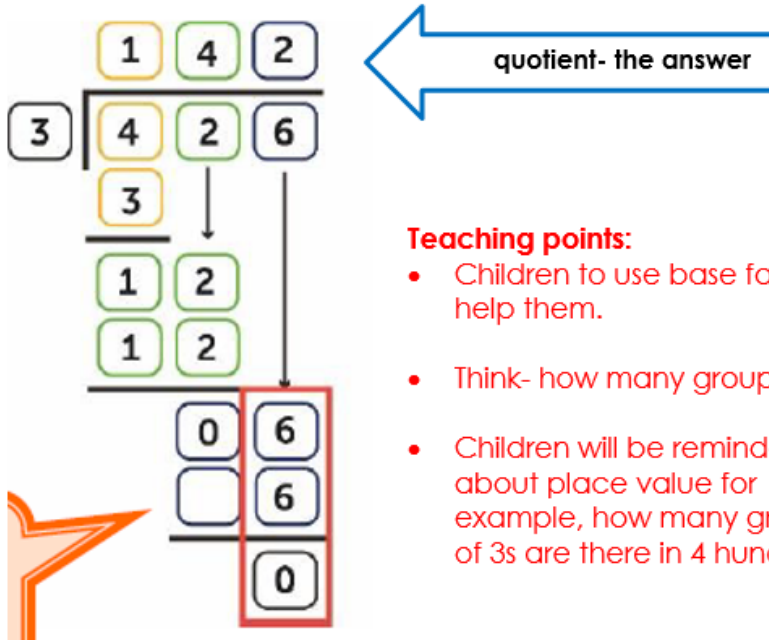 1 4 2
quotient- the answer
3 4 2 6
3
Teaching points:
1 2
• Children to use base fa
help them.
1 2
• Think- how many group
0 6
• Children will be remind
6
about place value for
example, how many gr
of 3s are there in 4 hun
0